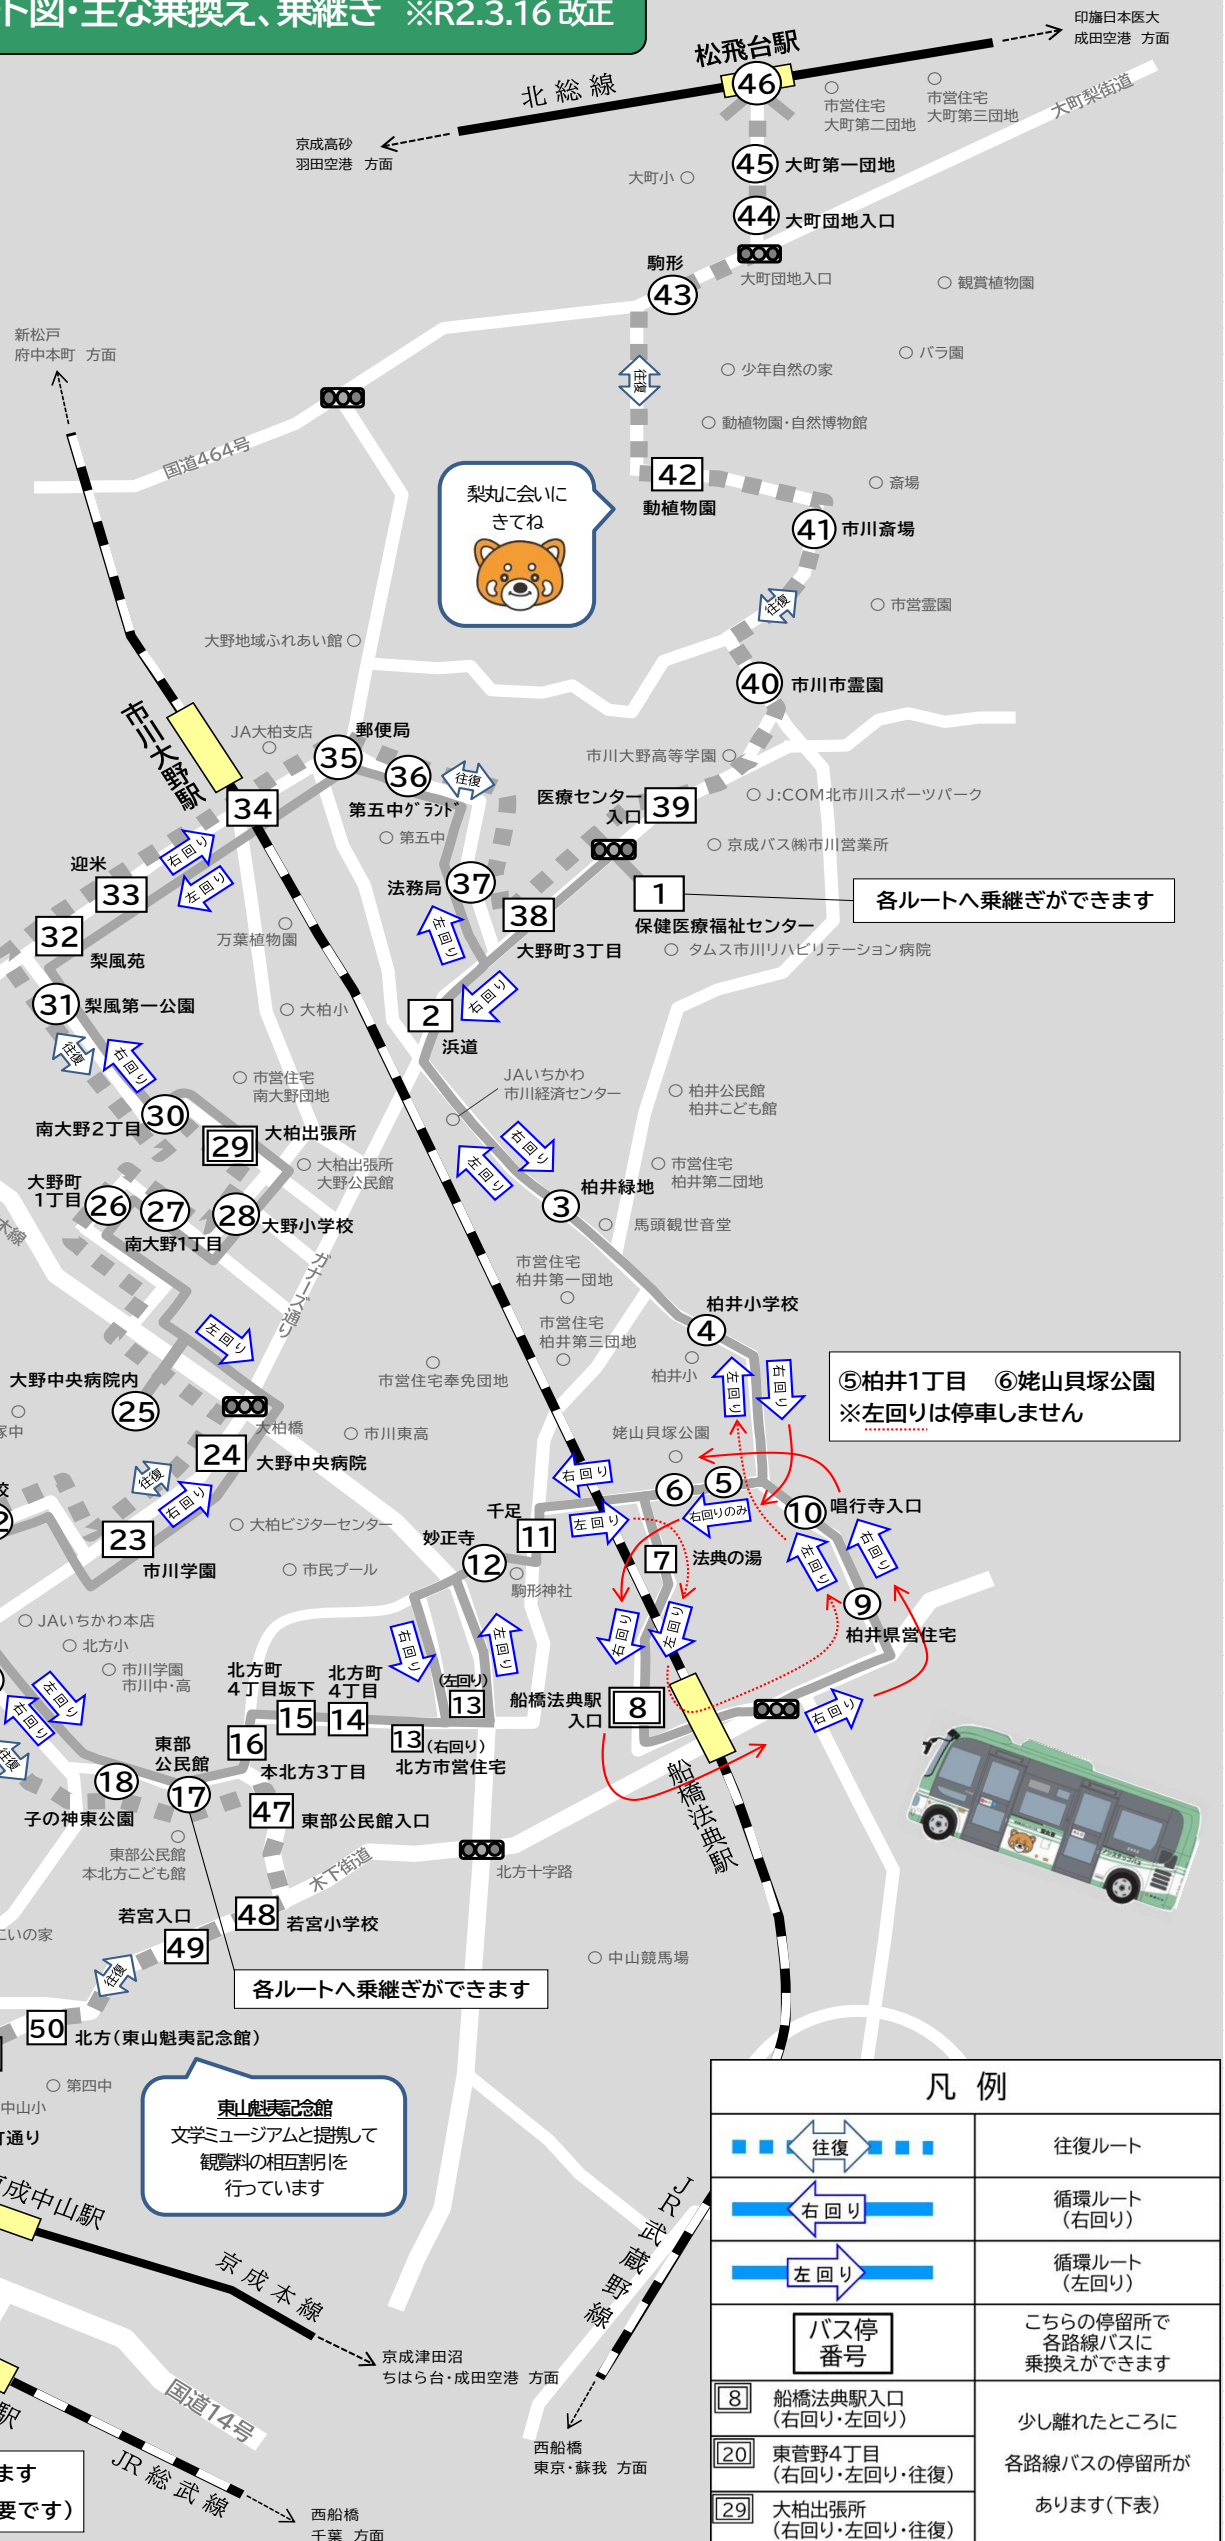 ト図・主な乗換え、乗継き ※R2.3.16 改正
松飛台駅
46
北総線
印旛日本医大
成田空港 方面
京成高砂
羽田空港 方面
市営住宅
大町第二団地
市営住宅
大町第三団地
大町梨街道
45
大町第一団地
大町小
44
大町団地入口
大町団地入口
駒形
43
観賞植物園
新松戸
府中本町 方面
バラ園
少年自然の家
往復
動植物園・自然博物館
国道464号
42
動植物園
斎場
梨丸に会いに
きてね
41
市川斎場
往復
市営霊園
大野地域ふれあい館
40
市川市霊園
市川大野駅
JA大柏支店
郵便局
35
36
第五中グランド
往復
市川大野高等学園
医療センター
入口
39
J:COM北市川スポーツパーク
34
第五中
京成バス㈱市川営業所
右回り
左回り
迎米
33
法務局
37
38
大野町3丁目
1
保健医療福祉センター
各ルートへ乗継ぎができます
32
梨風苑
万葉植物園
左回り
タムス市川リハビリテーション病院
31
梨風第一公園
大柏小
右回り
2
浜道
往復
右回り
市営住宅
南大野団地
JAいちかわ
市川経済センター
柏井公民館
柏井こども館
30
南大野2丁目
29
大柏出張所
右回り
左回り
大柏出張所
大野公民館
市営住宅
柏井第二団地
大野町
1丁目
26
27
南大野1丁目
28
大野小学校
3
柏井緑地
馬頭観世音堂
木線
ガナーズ通り
市営住宅
柏井第一団地
左回り
市営住宅
柏井第三団地
柏井小学校
4
柏井小
大野中央病院内
25
市営住宅奉免団地
左回り
右回り
⑤柏井1丁目 ⑥姥山貝塚公園
※左回りは停車しません
塚中
大柏橋
市川東高
姥山貝塚公園
24
大野中央病院
往復
右回り
右回り
6
5
10
唱行寺入口
23
市川学園
大柏ビジターセンター
千足
11
左回り
右回りのみ
妙正寺
12
7
法典の湯
左回り
右回り
市民プール
駒形神社
9
柏井県営住宅
JAいちかわ本店
北方小
市川学園
市川中・高
右回り
左回り
右回り
左回り
左回り
右回り
往復
北方町
4丁目坂下
15
北方町
4丁目
14
(左回り)
13
船橋法典駅
入口
8
右回り
16
本北方3丁目
13
(右回り)
北方市営住宅
東部
公民館
18
子の神東公園
17
船橋法典駅
47
東部公民館入口
東部公民館
本北方こども館
木下街道
北方十字路
若宮入口
49
48
若宮小学校
こいの家
往復
中山競馬場
各ルートへ乗継ぎができます
50
北方(東山魁夷記念館)
第四中
中山小
東山魁夷記念館
文学ミュージアムと提携して
観覧料の相互割引を
行っています
町通り
京成中山駅
京成本線
京成津田沼
ちはら台・成田空港 方面
JR武蔵野線
西船橋
東京・蘇我 方面
国道14号
駅
JR総武線
西船橋
千葉 方面
ます
要です)
凡 例
往復
往復ルート
右回り
循環ルート
(右回り)
左回り
循環ルート
(左回り)
バス停
番号
こちらの停留所で
各路線バスに
乗換えができます
8
船橋法典駅入口
(右回り・左回り)
20
東菅野4丁目
(右回り・左回り・往復)
29
大柏出張所
(右回り・左回り・往復)
少し離れたところに
各路線バスの停留所が
あります(下表)